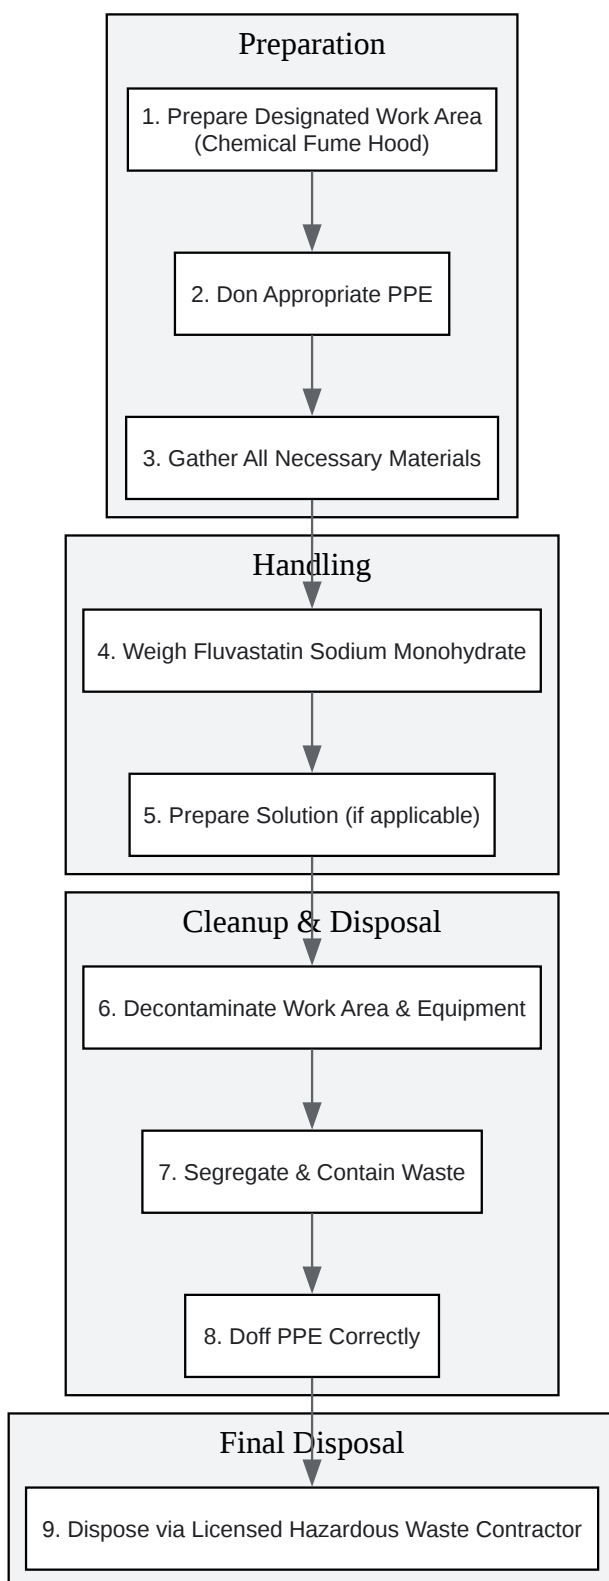 Preparation
1. Prepare Designated Work Area
(Chemical Fume Hood)
2. Don Appropriate PPE
3. Gather All Necessary Materials
Handling
4. Weigh Fluvastatin Sodium Monohydrate
5. Prepare Solution (if applicable)
Cleanup & Disposal
6. Decontaminate Work Area & Equipment
7. Segregate & Contain Waste
8. Doff PPE Correctly
Final Disposal
9. Dispose via Licensed Hazardous Waste Contractor